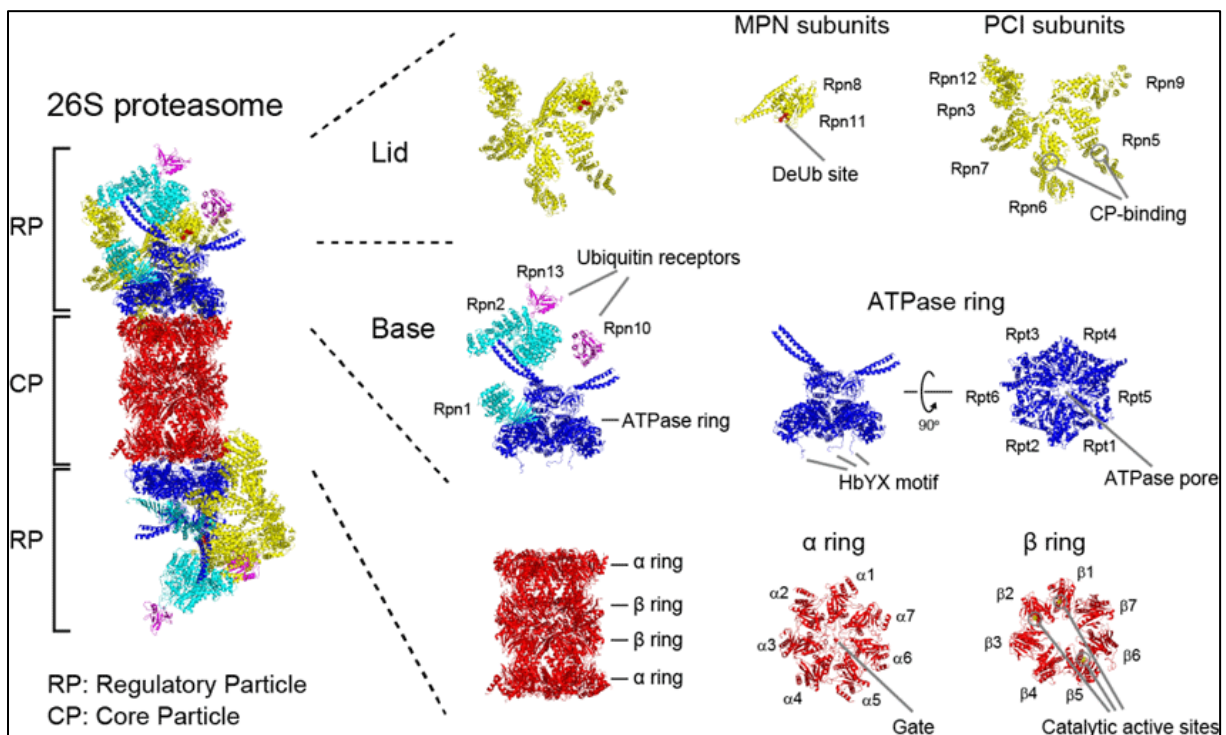 26S proteasome
RP
CP
RP
RP: Regulatory Particle
CP: Core Particle
Lid
MPN subunits
Rpn8
Rpn11
DeUb site
PCI subunits
Rpn12
Rpn9
Rpn3
Rpn5
Rpn7
Rpn6
CP-binding
Base
Ubiquitin receptors
Rpn13
Rpn2
Rpn10
Rpn1
ATPase ring
ATPase ring
HbYX motif
90°
Rpt3
Rpt4
Rpt6
Rpt5
Rpt2
Rpt1
ATPase pore
α ring
β ring
β ring
α ring
α ring
α1
α2
α7
α3
α6
α4
α5
Gate
β ring
β1
β2
β7
β3
β6
β4
β5
Catalytic active sites